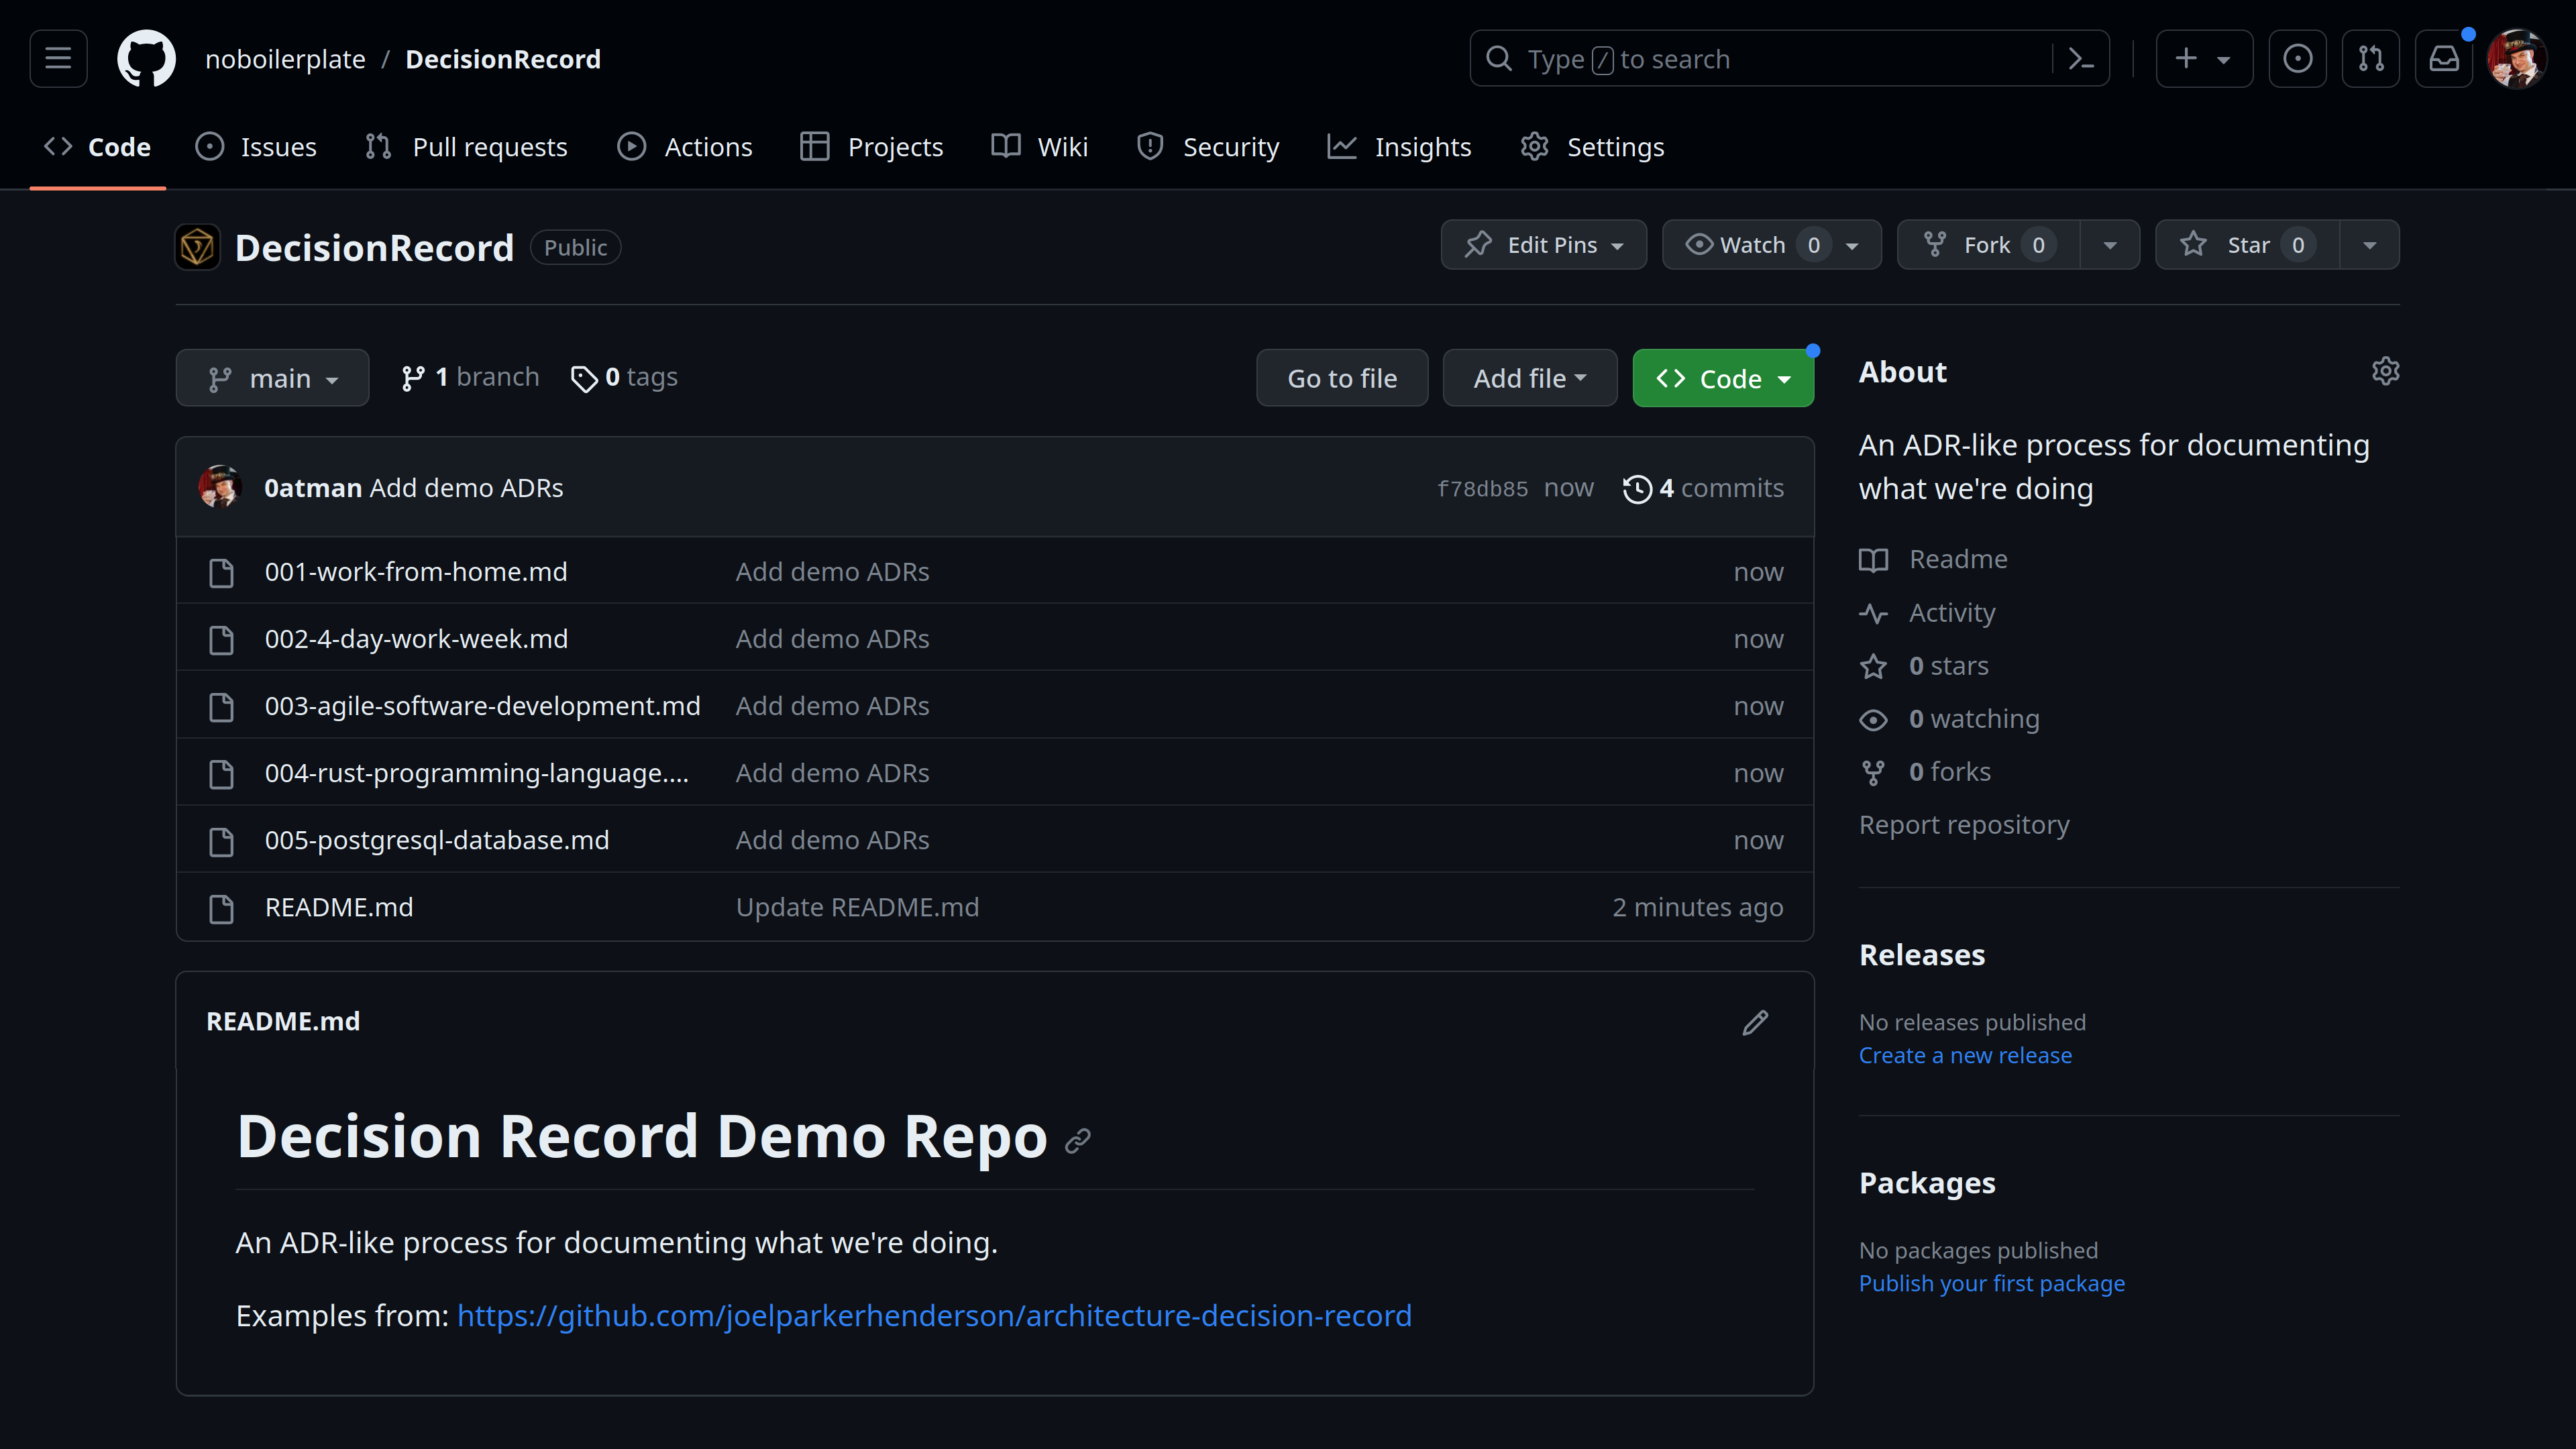 noboilerplate / DecisionRecord
Type / to search
Code Issues Pull requests Actions Projects Wiki Security Insights Settings
DecisionRecord Public
Edit Pins Watch 0 Fork 0 Star 0
main 1 branch 0 tags Go to file Add file Code
0atman Add demo ADRs f78db85 now 4 commits
001-work-from-home.md Add demo ADRs now
002-4-day-work-week.md Add demo ADRs now
003-agile-software-development.md Add demo ADRs now
004-rust-programming-language.... Add demo ADRs now
005-postgresql-database.md Add demo ADRs now
README.md Update README.md 2 minutes ago
README.md
Decision Record Demo Repo
An ADR-like process for documenting what we're doing.
Examples from: https://github.com/joelparkerhenderson/architecture-decision-record
About
An ADR-like process for documenting
what we're doing
Readme
Activity
0 stars
0 watching
0 forks
Report repository
Releases
No releases published
Create a new release
Packages
No packages published
Publish your first package